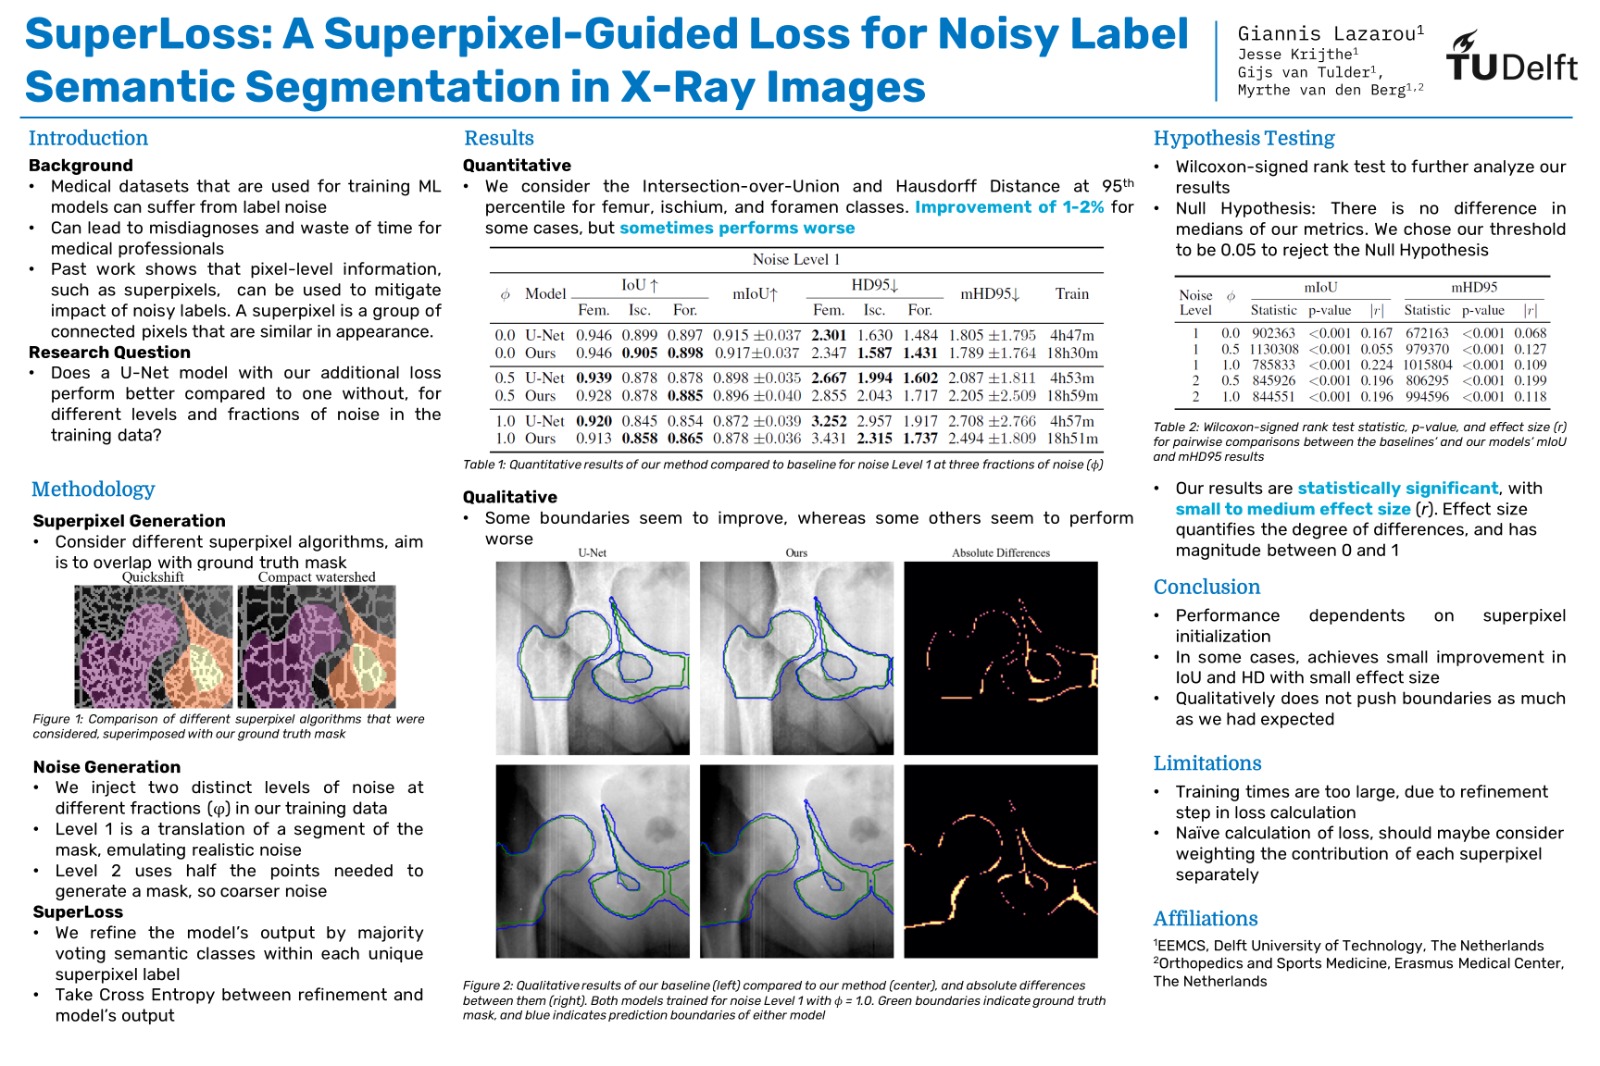 SuperLoss: A Superpixel-Guided Loss for Noisy Label
Semantic Segmentation in X-Ray Images
Giannis Lazarou¹
Jesse Krijthe¹
Gijs van Tulder¹,
Myrthe van den Berg¹,²
TUDelft
Introduction
Background
• Medical datasets that are used for training ML
models can suffer from label noise
• Can lead to misdiagnoses and waste of time for
medical professionals
• Past work shows that pixel-level information,
such as superpixels, can be used to mitigate
impact of noisy labels. A superpixel is a group of
connected pixels that are similar in appearance.
Research Question
• Does a U-Net model with our additional loss
perform better compared to one without, for
different levels and fractions of noise in the
training data?
Methodology
Superpixel Generation
• Consider different superpixel algorithms, aim
is to overlap with ground truth mask
Quickshift Compact watershed
Figure 1: Comparison of different superpixel algorithms that were
considered, superimposed with our ground truth mask
Noise Generation
• We inject two distinct levels of noise at
different fractions (φ) in our training data
• Level 1 is a translation of a segment of the
mask, emulating realistic noise
• Level 2 uses half the points needed to
generate a mask, so coarser noise
SuperLoss
• We refine the model's output by majority
voting semantic classes within each unique
superpixel label
• Take Cross Entropy between refinement and
model's output
Results
Quantitative
• We consider the Intersection-over-Union and Hausdorff Distance at 95th
percentile for femur, ischium, and foramen classes. Improvement of 1-2% for
some cases, but sometimes performs worse
Noise Level 1
ϕ Model IoU ↑ mIoU↑ HD95↓ mHD95↓ Train
Fem. Isc. For. Fem. Isc. For.
0.0 U-Net 0.946 0.899 0.897 0.915 ±0.037 2.301 1.630 1.484 1.805 ±1.795 4h47m
0.0 Ours 0.946 0.905 0.898 0.917±0.037 2.347 1.587 1.431 1.789 ±1.764 18h30m
0.5 U-Net 0.939 0.878 0.878 0.898 ±0.035 2.667 1.994 1.602 2.087 ±1.811 4h53m
0.5 Ours 0.928 0.878 0.885 0.896 ±0.040 2.855 2.043 1.717 2.205 ±2.509 18h59m
1.0 U-Net 0.920 0.845 0.854 0.872 ±0.039 3.252 2.957 1.917 2.708 ±2.766 4h57m
1.0 Ours 0.913 0.858 0.865 0.878 ±0.036 3.431 2.315 1.737 2.494 ±1.809 18h51m
Table 1: Quantitative results of our method compared to baseline for noise Level 1 at three fractions of noise (ϕ)
Qualitative
• Some boundaries seem to improve, whereas some others seem to perform
worse
U-Net Ours Absolute Differences
Figure 2: Qualitative results of our baseline (left) compared to our method (center), and absolute differences
between them (right). Both models trained for noise Level 1 with ϕ = 1.0. Green boundaries indicate ground truth
mask, and blue indicates prediction boundaries of either model
Hypothesis Testing
• Wilcoxon-signed rank test to further analyze our
results
• Null Hypothesis: There is no difference in
medians of our metrics. We chose our threshold
to be 0.05 to reject the Null Hypothesis
Noise Level ϕ mIoU mHD95
Statistic p-value |r| Statistic p-value |r|
1 0.0 902363 <0.001 0.167 672163 <0.001 0.068
1 0.5 1130308 <0.001 0.055 979370 <0.001 0.127
1 1.0 785833 <0.001 0.224 1015804 <0.001 0.109
2 0.5 845926 <0.001 0.196 806295 <0.001 0.199
2 1.0 844551 <0.001 0.196 994596 <0.001 0.118
Table 2: Wilcoxon-signed rank test statistic, p-value, and effect size (r)
for pairwise comparisons between the baselines' and our models' mIoU
and mHD95 results
• Our results are statistically significant, with
small to medium effect size (r). Effect size
quantifies the degree of differences, and has
magnitude between 0 and 1
Conclusion
• Performance dependents on superpixel
initialization
• In some cases, achieves small improvement in
IoU and HD with small effect size
• Qualitatively does not push boundaries as much
as we had expected
Limitations
• Training times are too large, due to refinement
step in loss calculation
• Naïve calculation of loss, should maybe consider
weighting the contribution of each superpixel
separately
Affiliations
¹EEMCS, Delft University of Technology, The Netherlands
²Orthopedics and Sports Medicine, Erasmus Medical Center,
The Netherlands